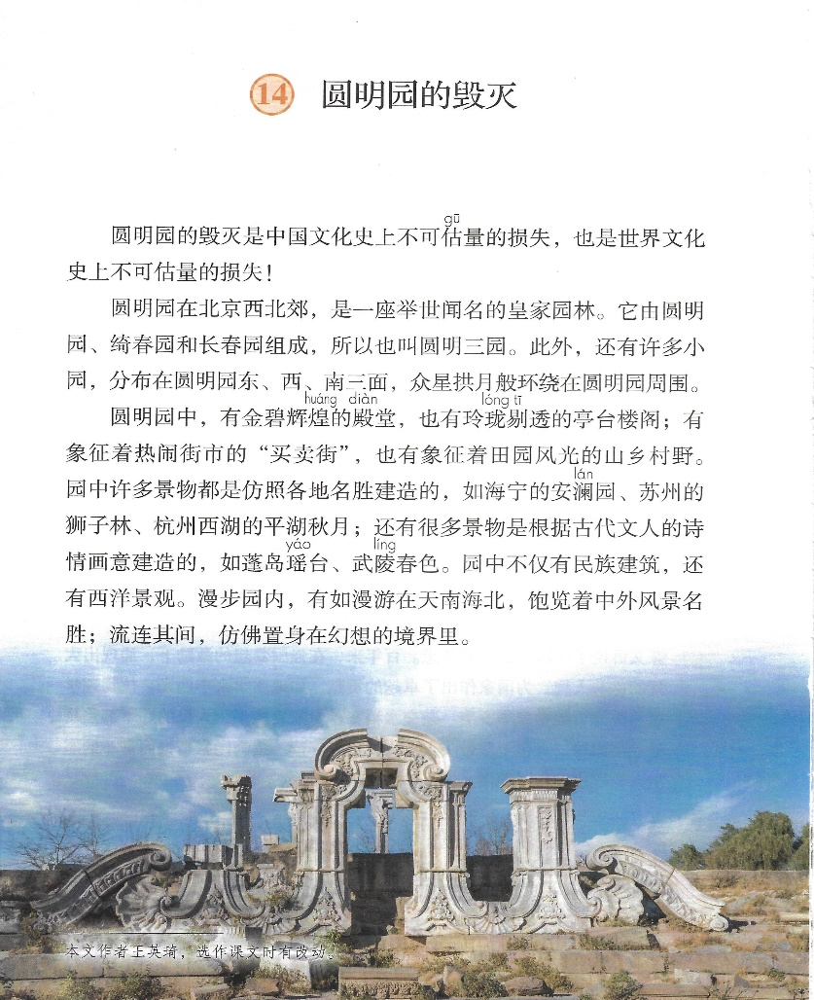 14 圆明园的毁灭
gū
圆明园的毁灭是中国文化史上不可估量的损失，也是世界文化
史上不可估量的损失！
圆明园在北京西北郊，是一座举世闻名的皇家园林。它由圆明
园、绮春园和长春园组成，所以也叫圆明三园。此外，还有许多小
园，分布在圆明园东、西、南三面，众星拱月般环绕在圆明园周围。
huáng diàn lóng tī
圆明园中，有金碧辉煌的殿堂，也有玲珑剔透的亭台楼阁；有
象征着热闹街市的“买卖街”，也有象征着田园风光的山乡村野。
lán
园中许多景物都是仿照各地名胜建造的，如海宁的安澜园、苏州的
狮子林、杭州西湖的平湖秋月；还有很多景物是根据古代文人的诗
yáo líng
情画意建造的，如蓬岛瑶台、武陵春色。园中不仅有民族建筑，还
有西洋景观。漫步园内，有如漫游在天南海北，饱览着中外风景名
胜；流连其间，仿佛置身在幻想的境界里。
本文作者王英琦，选作课文时有改动。